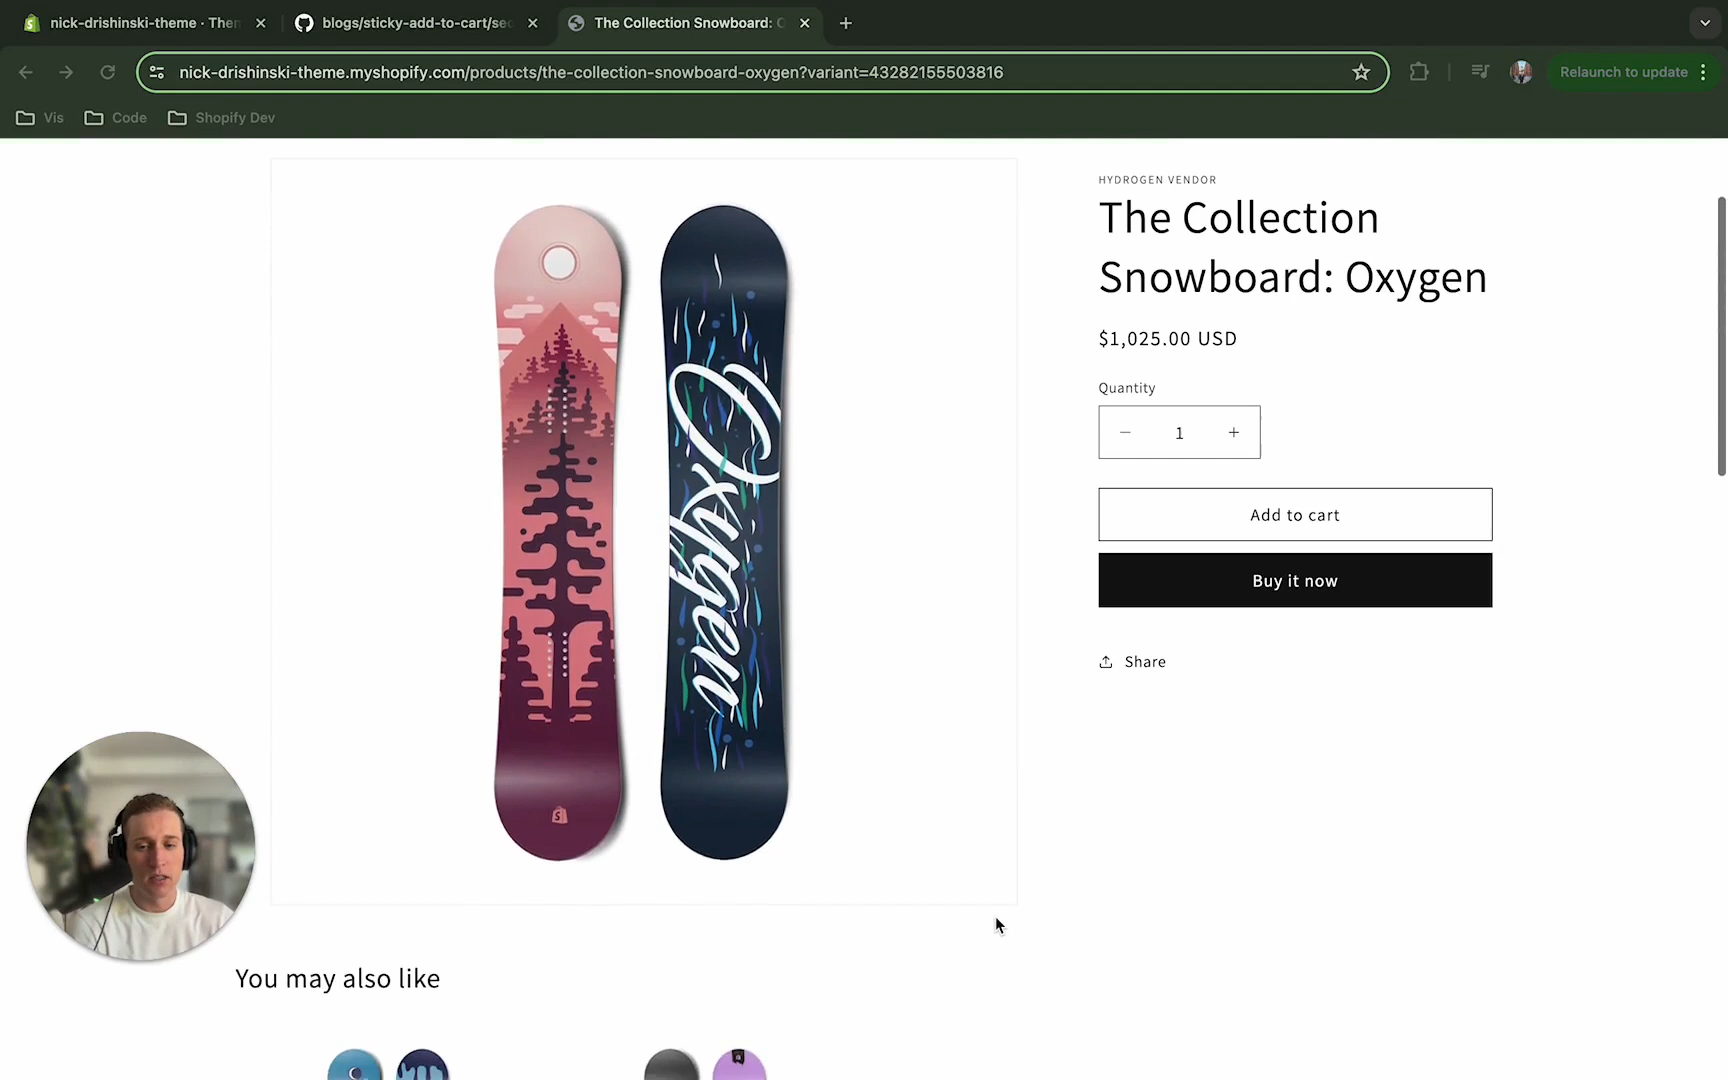 nick-drishinski-theme · Them
blogs/sticky-add-to-cart/sec
The Collection Snowboard: O
nick-drishinski-theme.myshopify.com/products/the-collection-snowboard-oxygen?variant=43282155503816
Relaunch to update
Vis
Code
Shopify Dev
HYDROGEN VENDOR
The Collection
Snowboard: Oxygen
$1,025.00 USD
Quantity
1
Add to cart
Buy it now
Share
Oxygen
You may also like